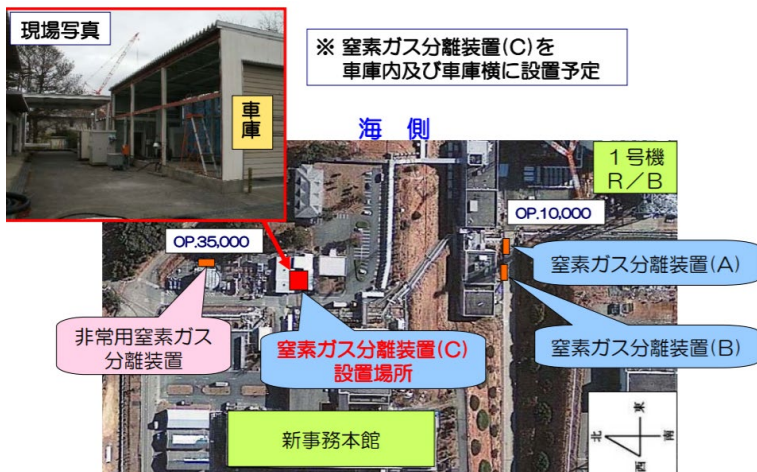 現場写真
車
庫
※ 窒素ガス分離装置(C)を
車庫内及び車庫横に設置予定
海 側
1号機
R/B
OP.10,000
OP.35,000
窒素ガス分離装置(A)
非常用窒素ガス
分離装置
窒素ガス分離装置(C)
設置場所
窒素ガス分離装置(B)
新事務本館
東
北
南
西